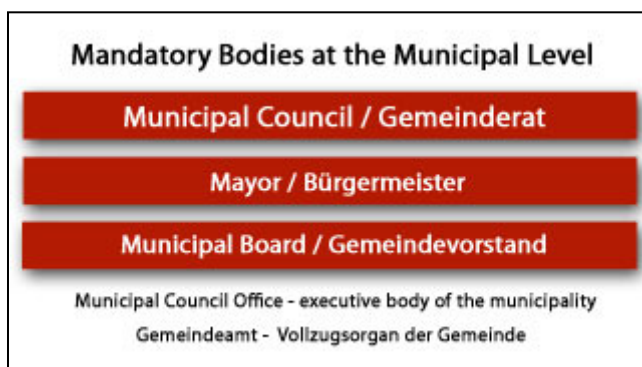 Mandatory Bodies at the Municipal Level
Municipal Council / Gemeinderat
Mayor / Bürgermeister
Municipal Board / Gemeindevorstand
Municipal Council Office - executive body of the municipality
Gemeindeamt - Vollzugsorgan der Gemeinde